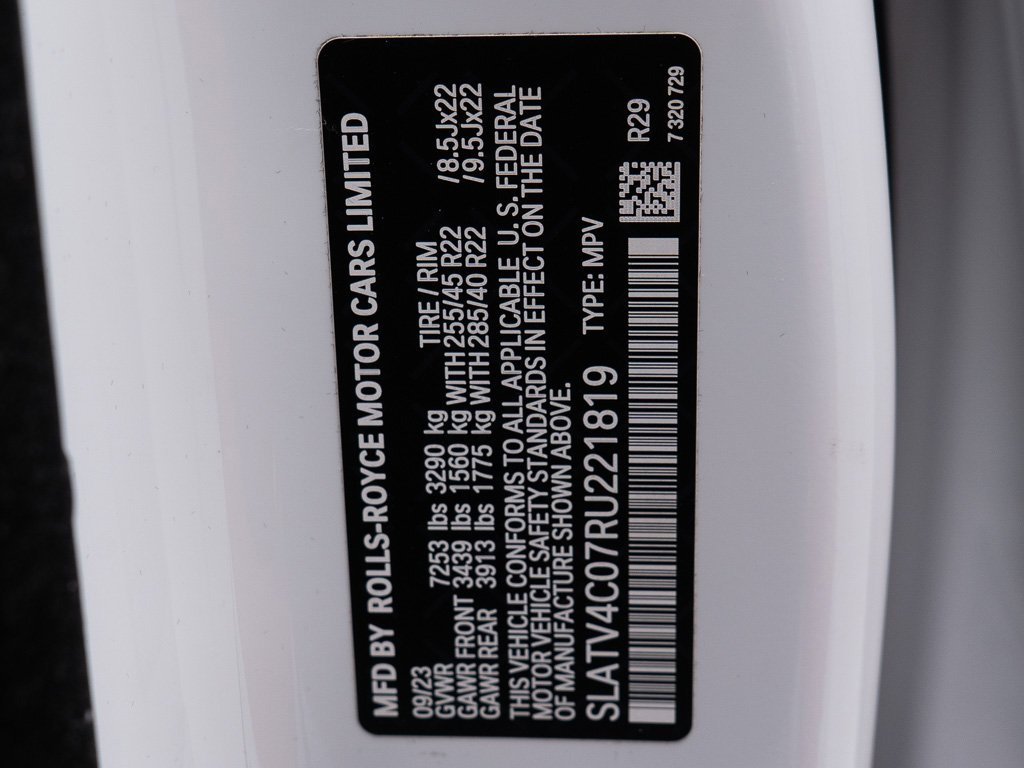 MFD BY ROLLS-ROYCE MOTOR CARS LIMITED
09/23 TIRE / RIM
GVWR 7253 lbs 3290 kg
GAWR FRONT 3439 lbs 1560 kg WITH 255/45 R22 /8.5Jx22
GAWR REAR 3913 lbs 1775 kg WITH 285/40 R22 /9.5Jx22
THIS VEHICLE CONFORMS TO ALL APPLICABLE U. S. FEDERAL
MOTOR VEHICLE SAFETY STANDARDS IN EFFECT ON THE DATE
OF MANUFACTURE SHOWN ABOVE.
SLATV4C07RU221819 TYPE: MPV
R29
7 320 729